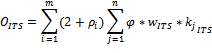 $O_{ITS} = \sum_{i=1}^{m} (2 + \rho_i) \sum_{j=1}^{n} \varphi * w_{ITS} * k_{j_{ITS}}$